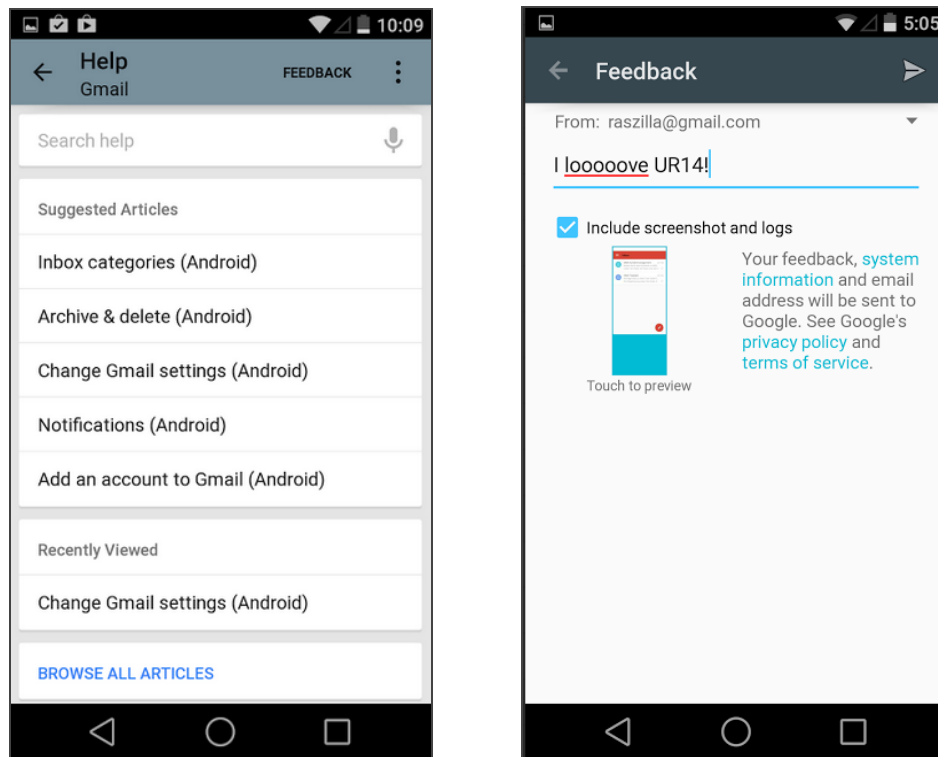 10:09
Help
Gmail
FEEDBACK
Search help
Suggested Articles
Inbox categories (Android)
Archive & delete (Android)
Change Gmail settings (Android)
Notifications (Android)
Add an account to Gmail (Android)
Recently Viewed
Change Gmail settings (Android)
BROWSE ALL ARTICLES
5:05
Feedback
From: raszilla@gmail.com
I looooove UR14!
Include screenshot and logs
Your feedback, system
information and email
address will be sent to
Google. See Google's
privacy policy and
terms of service.
Touch to preview